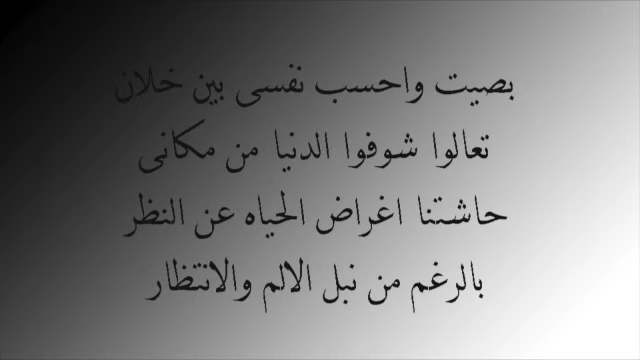 بصيت واحسب نفسى بين خلان
تعالوا شوفوا الدنيا من مكانى
حاشتنا اغراض الحياه عن النظر
بالرغم من نبل الالم والانتظار